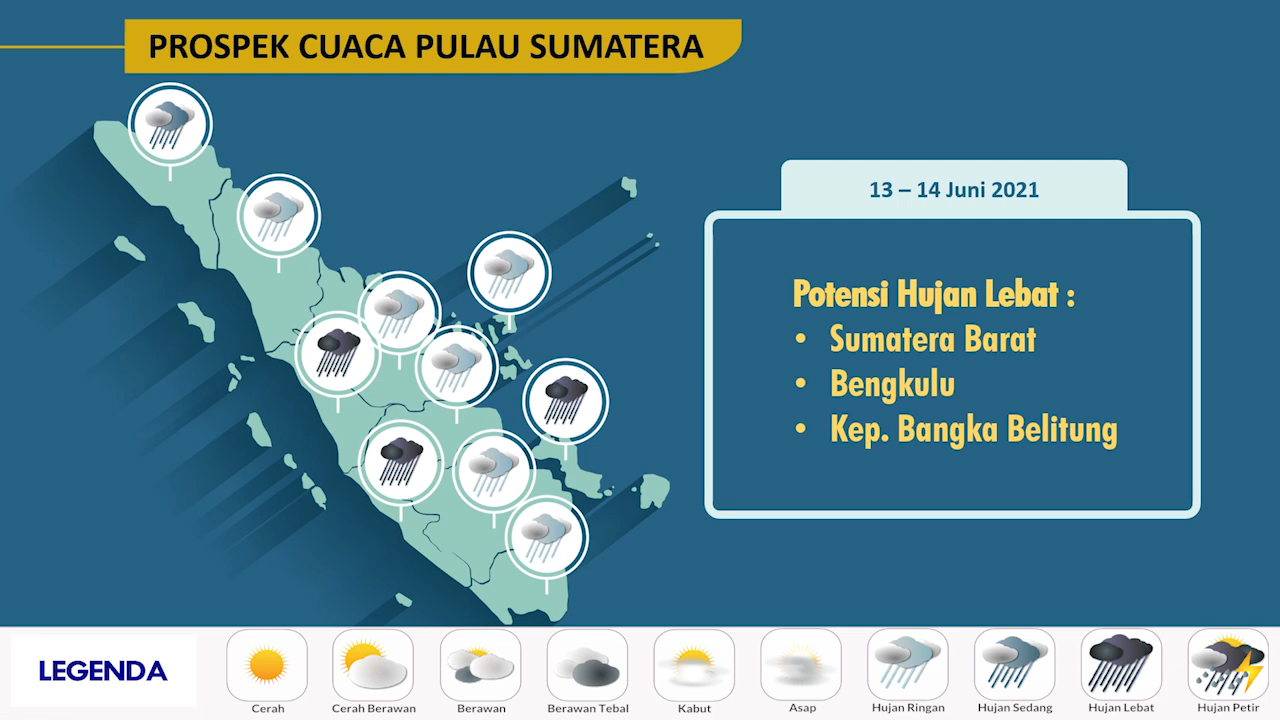 PROSPEK CUACA PULAU SUMATERA
13 – 14 Juni 2021
Potensi Hujan Lebat :
• Sumatera Barat
• Bengkulu
• Kep. Bangka Belitung
LEGENDA
Cerah
Cerah Berawan
Berawan
Berawan Tebal
Kabut
Asap
Hujan Ringan
Hujan Sedang
Hujan Lebat
Hujan Petir